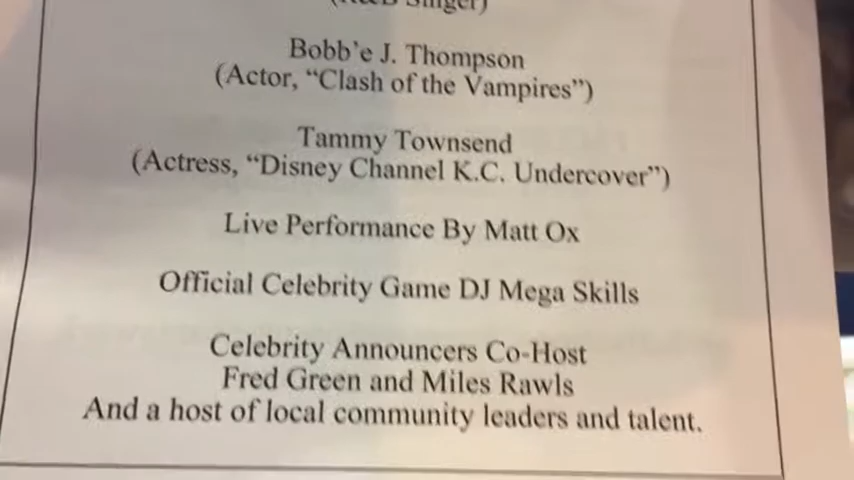 Singer)
Bobb'e J. Thompson
(Actor, “Clash of the Vampires”)
Tammy Townsend
(Actress, “Disney Channel K.C. Undercover”)
Live Performance By Matt Ox
Official Celebrity Game DJ Mega Skills
Celebrity Announcers Co-Host
Fred Green and Miles Rawls
And a host of local community leaders and talent.